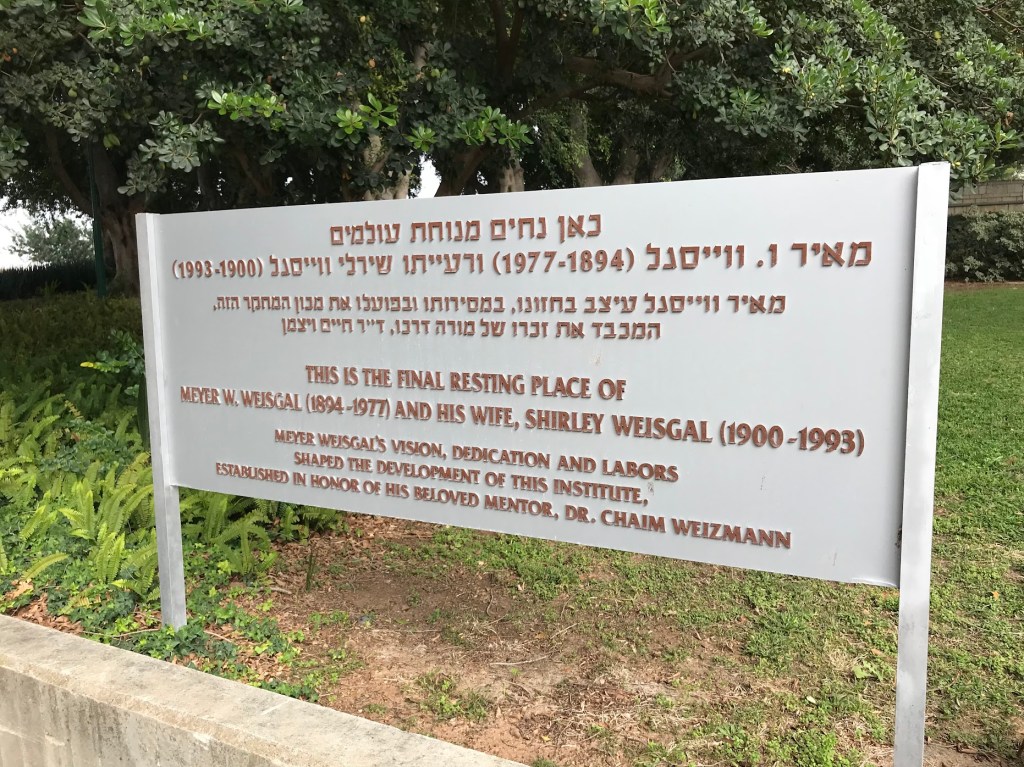 כאן נחים מנוחת עולמים
מאיר ו. ווייסגל (1977-1894) ורעייתו שירלי ווייסגל (1993-1900)
מאיר ווייסגל עיצב בחזונו, במסירותו ובפועלו את מכון המחקר הזה,
המכבד את זכרו של מורה דרכו, ד״ר חיים ויצמן
THIS IS THE FINAL RESTING PLACE OF
MEYER W. WEISGAL (1894-1977) AND HIS WIFE, SHIRLEY WEISGAL (1900-1993)
MEYER WEISGAL'S VISION, DEDICATION AND LABORS
SHAPED THE DEVELOPMENT OF THIS INSTITUTE,
ESTABLISHED IN HONOR OF HIS BELOVED MENTOR, DR. CHAIM WEIZMANN